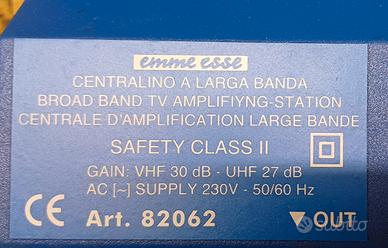 emme esse
CENTRALINO A LARGA BANDA
BROAD BAND TV AMPLIFIYNG-STATION
CENTRALE D'AMPLIFICATION LARGE BANDE
SAFETY CLASS II
GAIN: VHF 30 dB - UHF 27 dB
AC [~] SUPPLY 230V - 50/60 Hz
CE Art. 82062 ▼OUT
subito